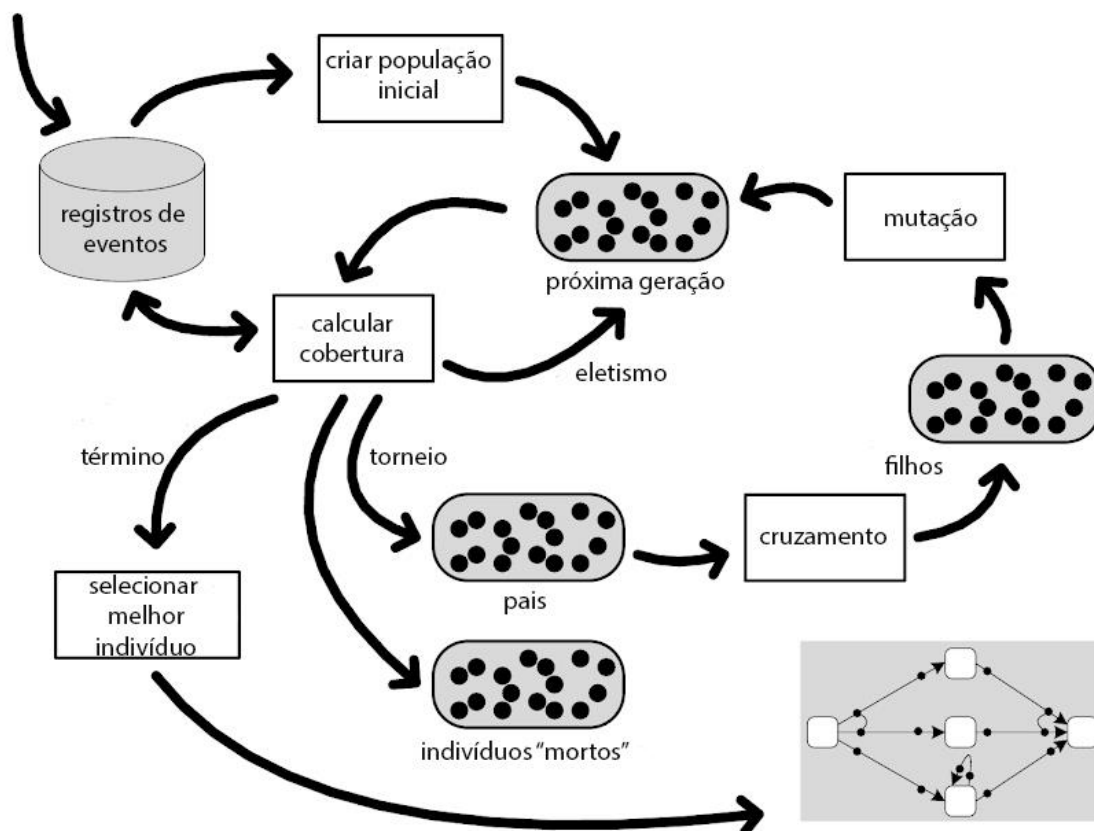 criar população
inicial
registros de
eventos
mutação
próxima geração
calcular
cobertura
eletismo
filhos
término
torneio
cruzamento
pais
selecionar
melhor
indivíduo
indivíduos “mortos”